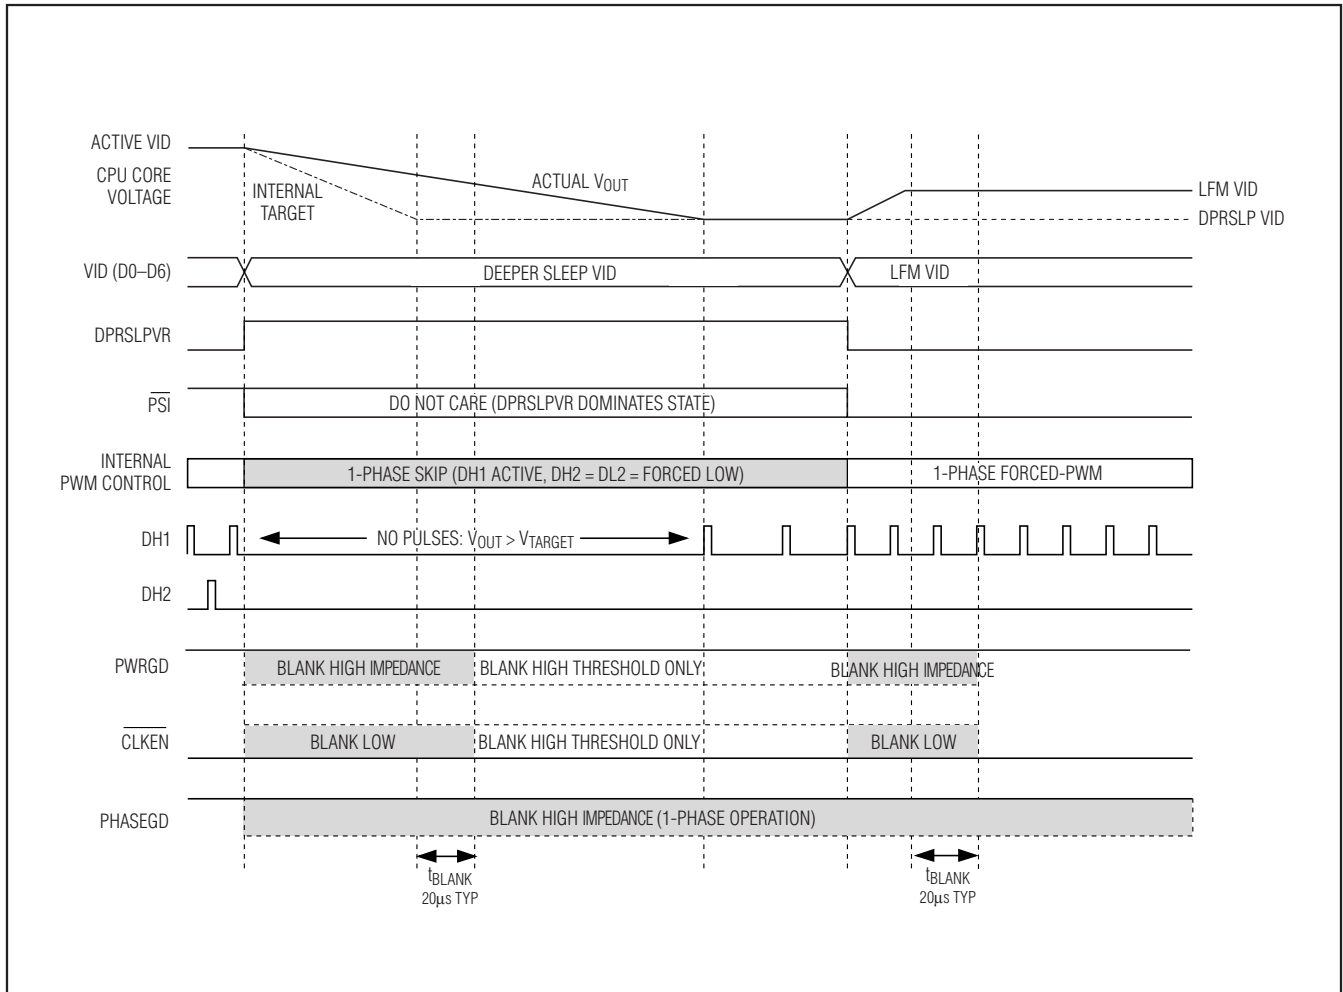 ACTIVE VID
CPU CORE
VOLTAGE
INTERNAL
TARGET
ACTUAL VOUT
LFM VID
DPRSLP VID
VID (D0–D6)
DEEPER SLEEP VID
LFM VID
DPRSLPVR
PSI
DO NOT CARE (DPRSLPVR DOMINATES STATE)
INTERNAL
PWM CONTROL
1-PHASE SKIP (DH1 ACTIVE, DH2 = DL2 = FORCED LOW)
1-PHASE FORCED-PWM
DH1
NO PULSES: VOUT > VTARGET
DH2
PWRGD
BLANK HIGH IMPEDANCE
BLANK HIGH THRESHOLD ONLY
BLANK HIGH IMPEDANCE
CLKEN
BLANK LOW
BLANK HIGH THRESHOLD ONLY
BLANK LOW
PHASEGD
BLANK HIGH IMPEDANCE (1-PHASE OPERATION)
tBLANK
20μs TYP
tBLANK
20μs TYP